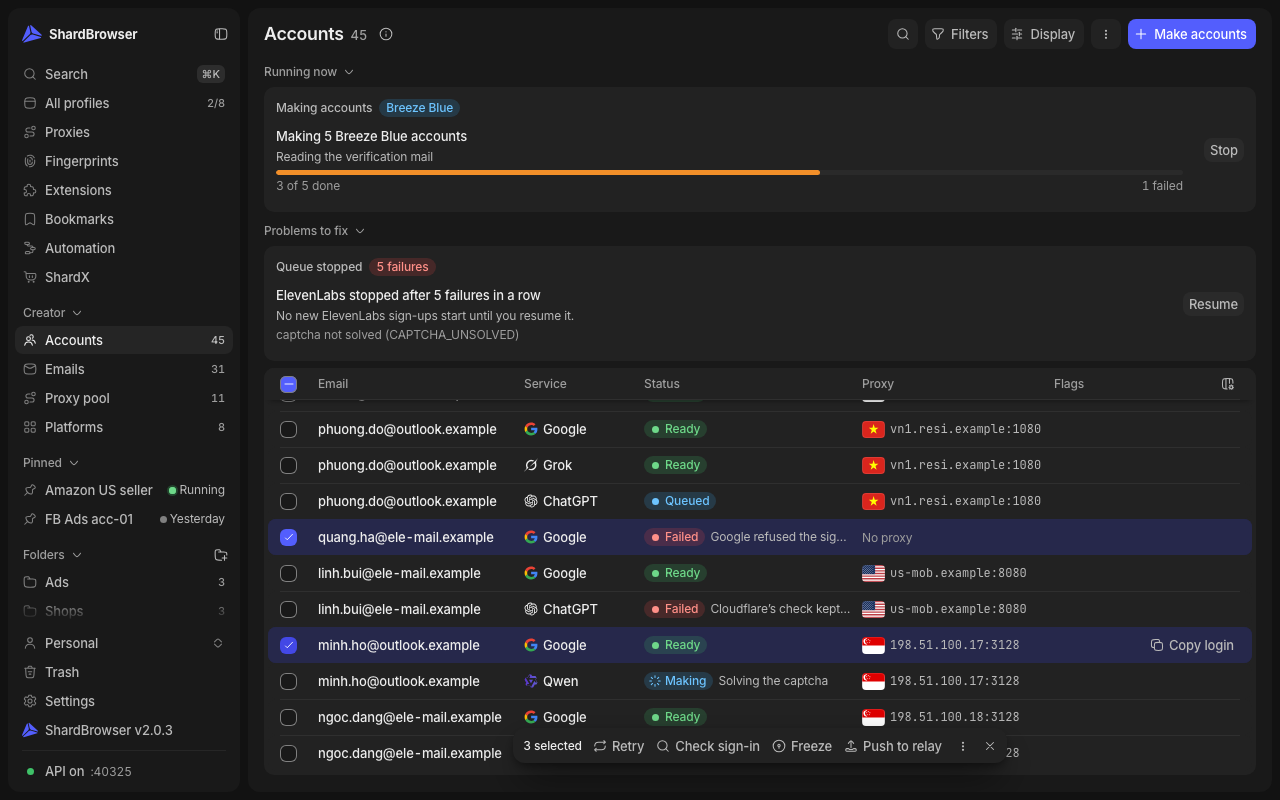 ShardBrowser
Search ⌘K
All profiles 2/8
Proxies
Fingerprints
Extensions
Bookmarks
Automation
ShardX
Creator
Accounts 45
Emails 31
Proxy pool 11
Platforms 8
Pinned
Amazon US seller Running
FB Ads acc-01 Yesterday
Folders
Ads 3
Shops 3
Personal
Trash
Settings
ShardBrowser v2.0.3
API on :40325
Accounts 45
Filters
Display
Make accounts
Running now
Making accounts Breeze Blue
Making 5 Breeze Blue accounts
Reading the verification mail
3 of 5 done 1 failed
Stop
Problems to fix
Queue stopped 5 failures
ElevenLabs stopped after 5 failures in a row
No new ElevenLabs sign-ups start until you resume it.
captcha not solved (CAPTCHA_UNSOLVED)
Resume
Email Service Status Proxy Flags
phuong.do@outlook.example Google Ready vn1.resi.example:1080
phuong.do@outlook.example Grok Ready vn1.resi.example:1080
phuong.do@outlook.example ChatGPT Queued vn1.resi.example:1080
quang.ha@ele-mail.example Google Failed Google refused the sig... No proxy
linh.bui@ele-mail.example Google Ready us-mob.example:8080
linh.bui@ele-mail.example ChatGPT Failed Cloudflare's check kept... us-mob.example:8080
minh.ho@outlook.example Google Ready 198.51.100.17:3128 Copy login
minh.ho@outlook.example Qwen Making Solving the captcha 198.51.100.17:3128
ngoc.dang@ele-mail.example Google Ready 198.51.100.18:3128
ngoc.dang@ele-mail.example
3 selected Retry Check sign-in Freeze Push to relay